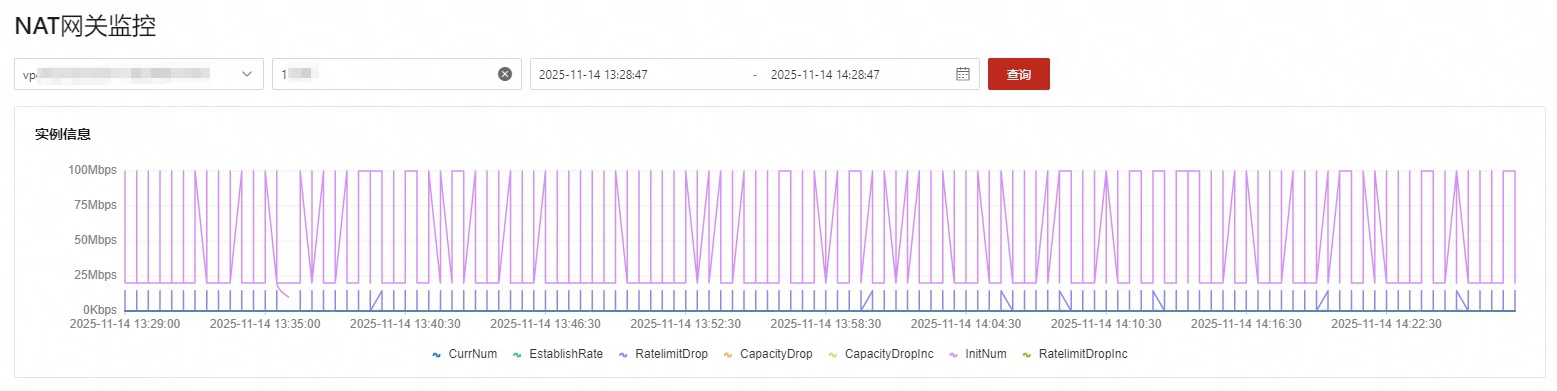 NAT网关监控
vp
1
2025-11-14 13:28:47 - 2025-11-14 14:28:47 查询
实例信息
100Mbps
75Mbps
50Mbps
25Mbps
0Kbps
2025-11-14 13:29:00 2025-11-14 13:35:00 2025-11-14 13:40:30 2025-11-14 13:46:30 2025-11-14 13:52:30 2025-11-14 13:58:30 2025-11-14 14:04:30 2025-11-14 14:10:30 2025-11-14 14:16:30 2025-11-14 14:22:30
CurrNum EstablishRate RatelimitDrop CapacityDrop CapacityDropInc InitNum RatelimitDropInc